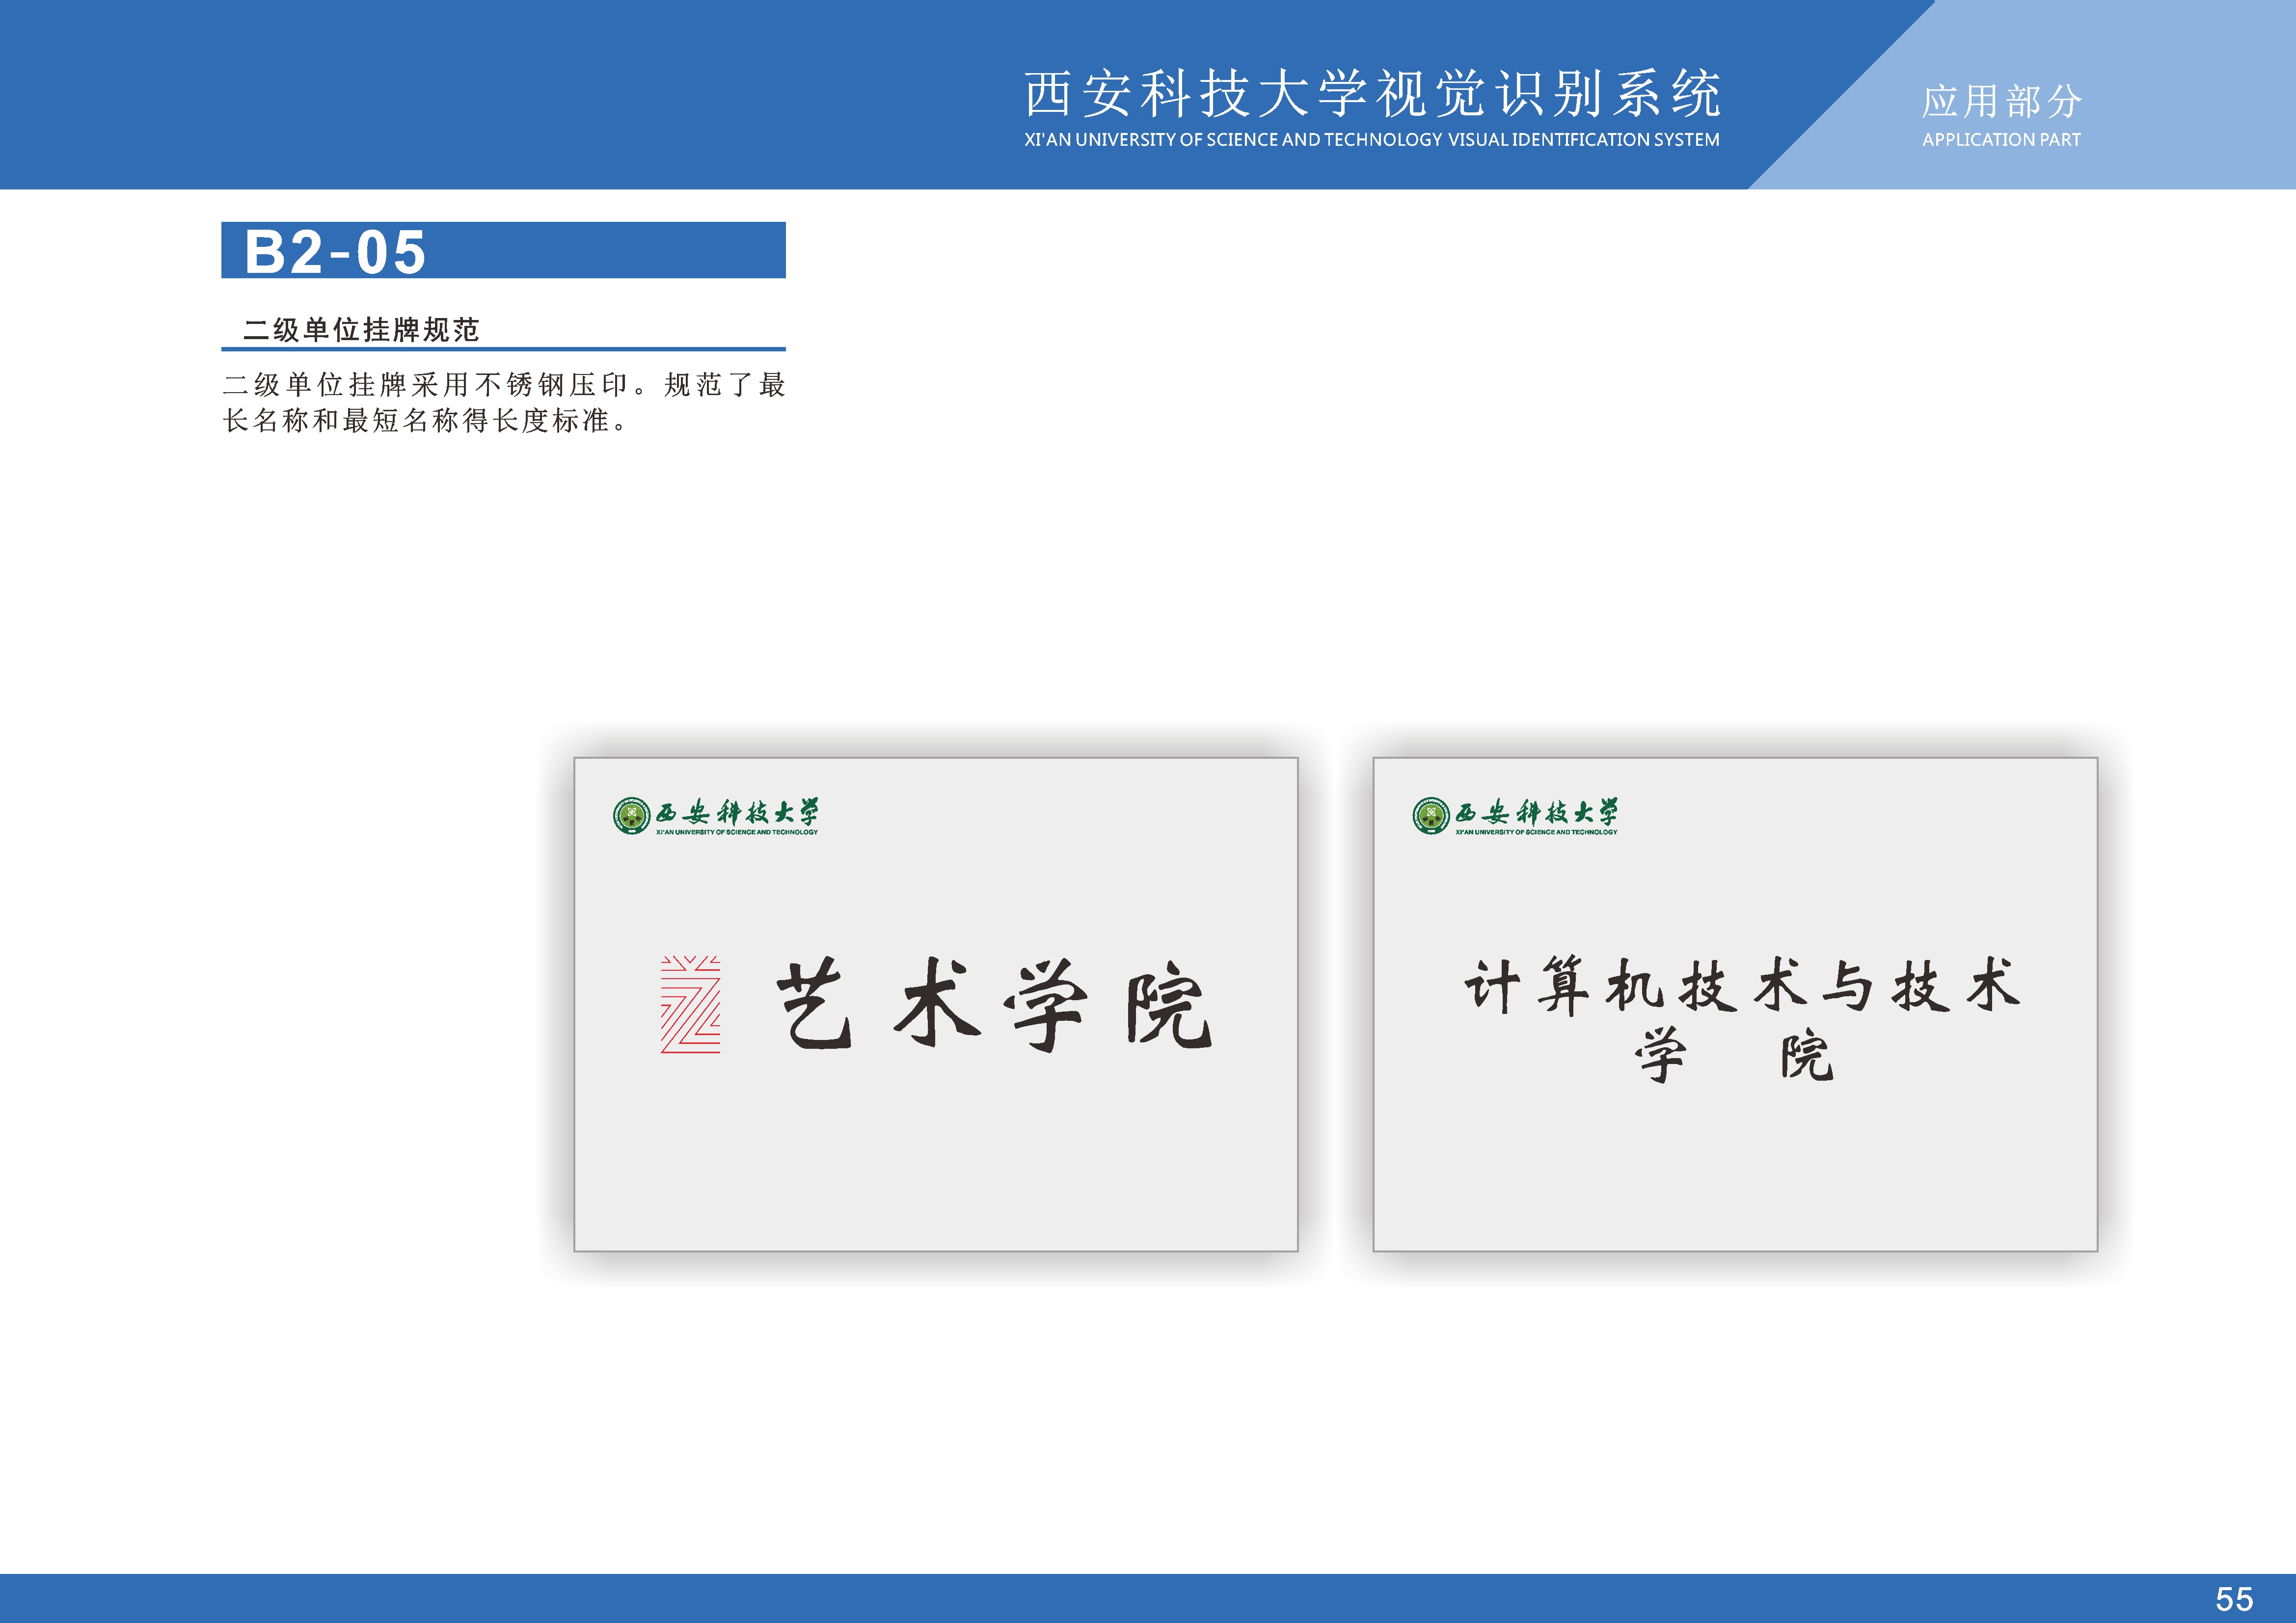 西安科技大学视觉识别系统
XI'AN UNIVERSITY OF SCIENCE AND TECHNOLOGY VISUAL IDENTIFICATION SYSTEM
应用部分
APPLICATION PART
B2-05
二级单位挂牌规范
二级单位挂牌采用不锈钢压印。规范了最
长名称和最短名称得长度标准。
西安科技大学
XI'AN UNIVERSITY OF SCIENCE AND TECHNOLOGY
艺术学院
西安科技大学
XI'AN UNIVERSITY OF SCIENCE AND TECHNOLOGY
计算机技术与技术
学 院
55